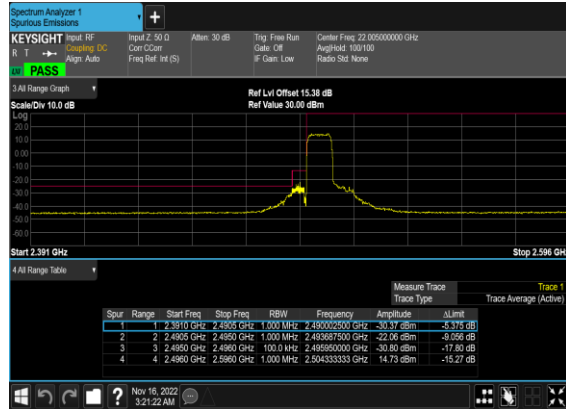 Spectrum Analyzer 1
Spurious Emissions
KEYSIGHT Input: RF Input Z: 50 Ω Atten: 30 dB Trig: Free Run Center Freq: 22.005000000 GHz
R T Coupling: DC Corr CCorr Gate: Off Avg|Hold: 100/100
Align: Auto Freq Ref: Int (S) IF Gain: Low Radio Std: None
PASS
3 All Range Graph Ref Lvl Offset 15.38 dB
Scale/Div 10.0 dB Ref Value 30.00 dBm
Log
20.0
10.0
0.00
-10.0
-20.0
-30.0
-40.0
-50.0
-60.0
Start 2.391 GHz Stop 2.596 GH
4 All Range Table
Measure Trace Trace 1
Trace Type Trace Average (Active)
Spur Range Start Freq Stop Freq RBW Frequency Amplitude ΔLimit
1 1 2.3910 GHz 2.4905 GHz 1.000 MHz 2.490002500 GHz -30.37 dBm -5.375 dB
2 2 2.4905 GHz 2.4950 GHz 1.000 MHz 2.493687500 GHz -22.06 dBm -9.056 dB
3 3 2.4950 GHz 2.4960 GHz 100.0 kHz 2.495950000 GHz -30.80 dBm -17.80 dB
4 4 2.4960 GHz 2.5960 GHz 1.000 MHz 2.504333333 GHz 14.73 dBm -15.27 dB
Nov 16, 2022
3:21:22 AM